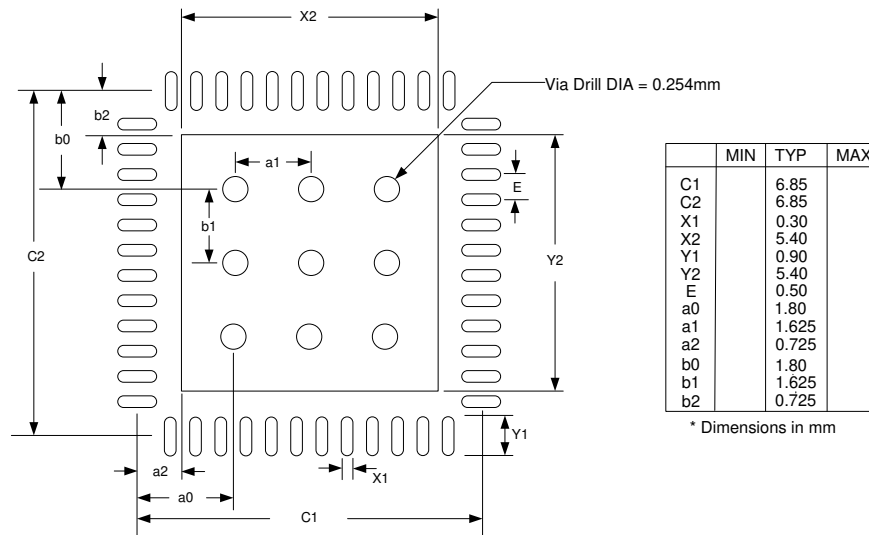 X2
Via Drill DIA = 0.254mm
b2
b0
a1
E
b1
C2
Y2
Y1
a2
X1
a0
C1
MIN TYP MAX
C1 6.85
C2 6.85
X1 0.30
X2 5.40
Y1 0.90
Y2 5.40
E 0.50
a0 1.80
a1 1.625
a2 0.725
b0 1.80
b1 1.625
b2 0.725
* Dimensions in mm